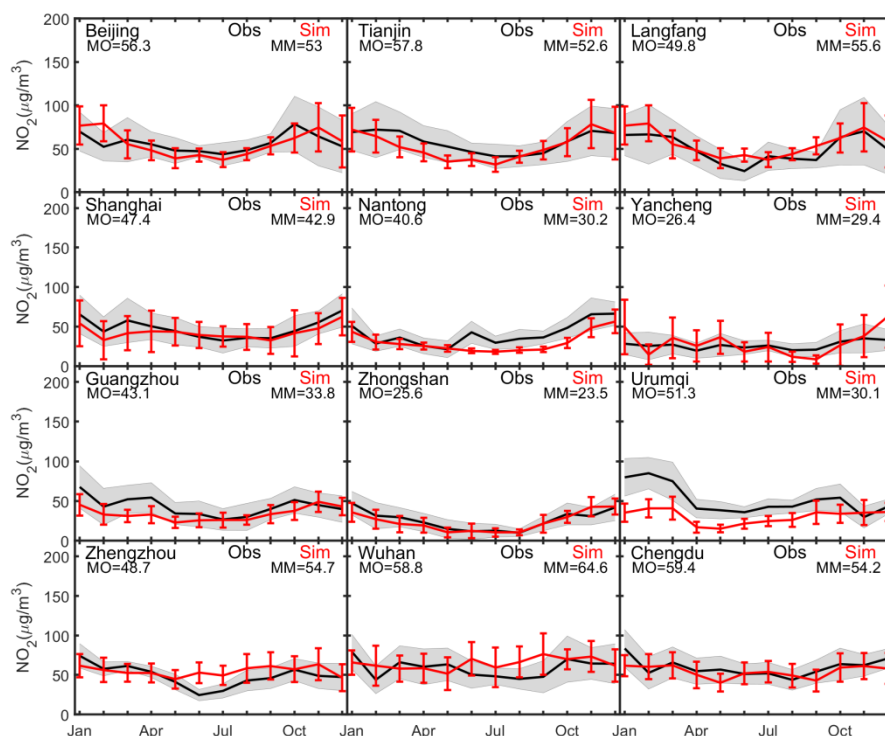 Beijing Obs Sim
MO=56.3 MM=53
Tianjin Obs Sim
MO=57.8 MM=52.6
Langfang Obs Sim
MO=49.8 MM=55.6
200
150
100
50
0
NO2(μg/m3)
Shanghai Obs Sim
MO=47.4 MM=42.9
Nantong Obs Sim
MO=40.6 MM=30.2
Yancheng Obs Sim
MO=26.4 MM=29.4
200
150
100
50
0
NO2(μg/m3)
Guangzhou Obs Sim
MO=43.1 MM=33.8
Zhongshan Obs Sim
MO=25.6 MM=23.5
Urumqi Obs Sim
MO=51.3 MM=30.1
200
150
100
50
0
NO2(μg/m3)
Zhengzhou Obs Sim
MO=48.7 MM=54.7
Wuhan Obs Sim
MO=58.8 MM=64.6
Chengdu Obs Sim
MO=59.4 MM=54.2
200
150
100
50
0
NO2(μg/m3)
Jan Apr Jul Oct Jan Apr Jul Oct Jan Apr Jul Oct